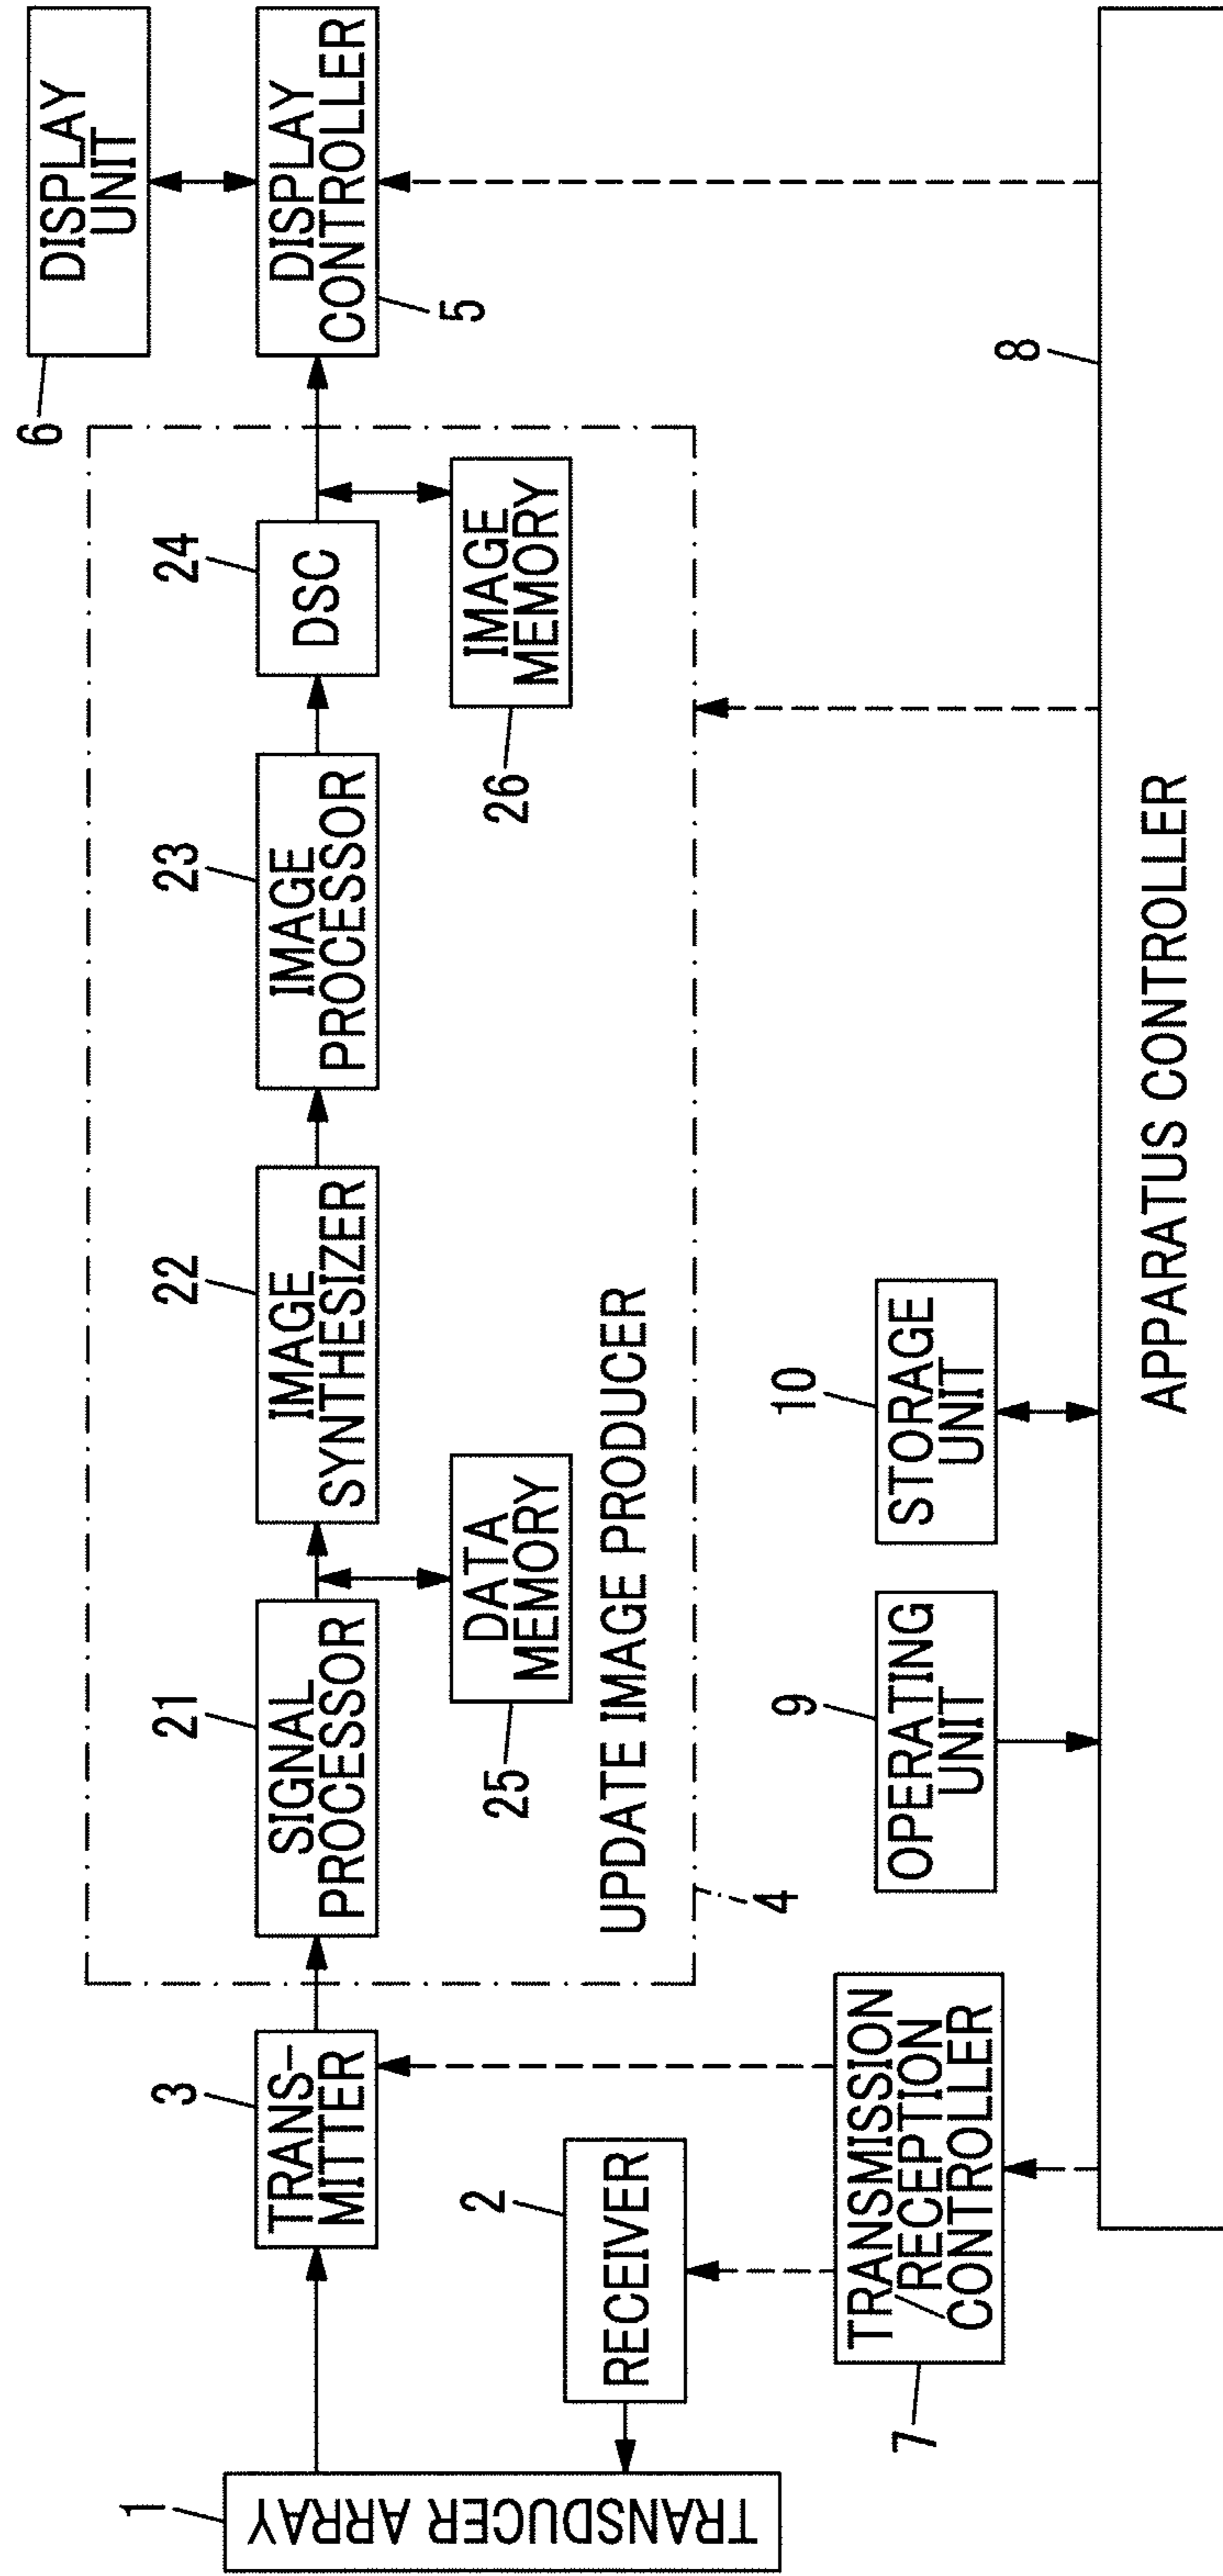 1
TRANSDUCER ARRAY
3
TRANS-
MITTER
2
RECEIVER
21
SIGNAL
PROCESSOR
25
DATA
MEMORY
22
IMAGE
SYNTHESIZER
23
IMAGE
PROCESSOR
24
DSC
26
IMAGE
MEMORY
UPDATE IMAGE PRODUCER
4
6
DISPLAY
UNIT
DISPLAY
CONTROLLER
5
7
TRANSMISSION/
RECEPTION
CONTROLLER
9
OPERATING
UNIT
10
STORAGE
UNIT
8
APPARATUS CONTROLLER